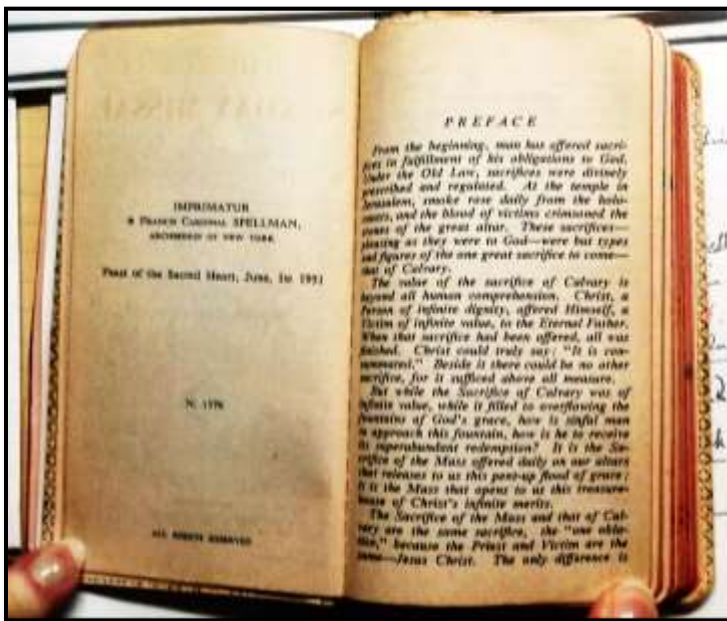 IMPRIMATUR
✠ FRANCIS CARDINAL SPELLMAN,
ARCHBISHOP OF NEW YORK
Feast of the Sacred Heart, June, 1st 1951
ALL RIGHTS RESERVED
PREFACE
From the beginning, man has offered sacri-
fices in fulfillment of his obligations to God.
Under the Old Law, sacrifices were divinely
prescribed and regulated. At the temple in
Jerusalem, smoke rose daily from the holo-
causts, and the blood of victims crimsoned the
stones of the great altar. These sacrifices—
pleasing as they were to God—were but types
and figures of the one great sacrifice to come—
that of Calvary.
The value of the sacrifice of Calvary is
beyond all human comprehension. Christ, a
Person of infinite dignity, offered Himself, a
Victim of infinite value, to the Eternal Father.
When that sacrifice had been offered, all was
finished. Christ could truly say: "It is con-
summated." Beside it there could be no other
sacrifice, for it sufficed above all measure.
But while the Sacrifice of Calvary was of
infinite value, while it filled to overflowing the
fountains of God's grace, how is sinful man
to approach this fountain, how is he to receive
its superabundant redemption? It is the Sa-
crifice of the Mass offered daily on our altars
that releases to us this pent-up flood of grace;
it is the Mass that opens to us this treasure-
house of Christ's infinite merits.
The Sacrifice of the Mass and that of Cal-
vary are the same sacrifice, the "one obla-
tion," because the Priest and Victim are the
same—Jesus Christ. The only difference is